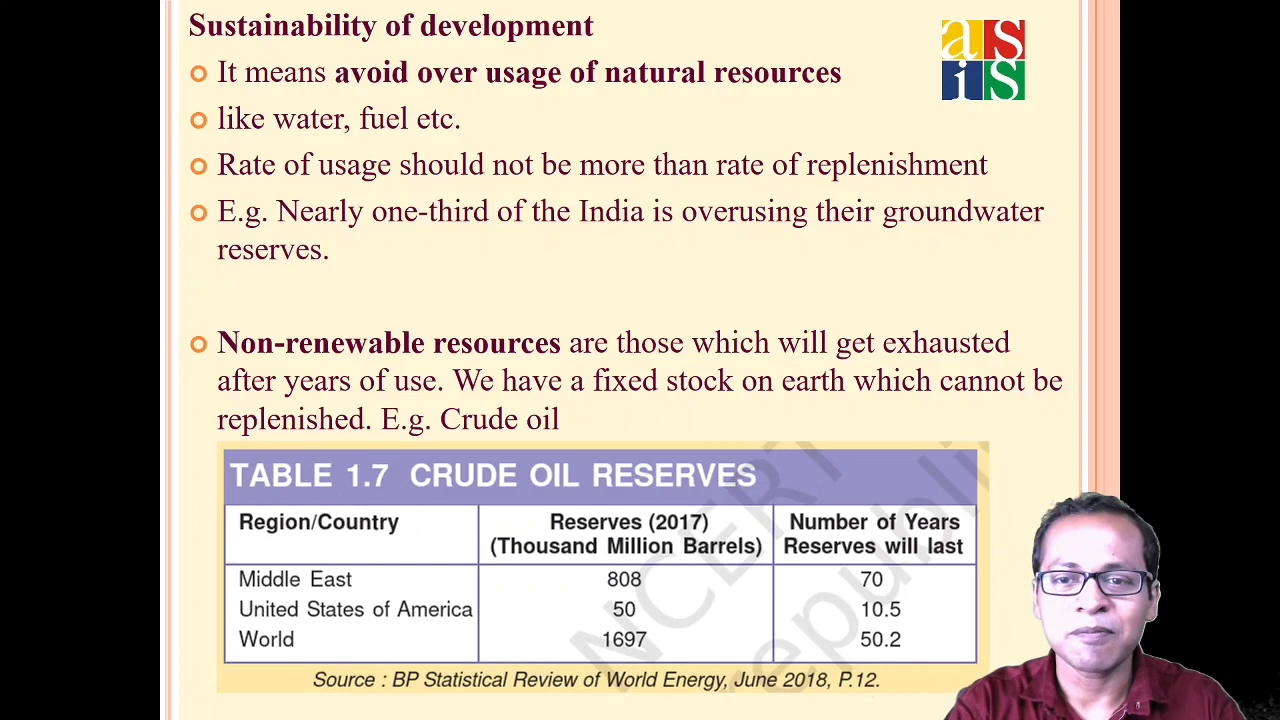 Sustainability of development
It means avoid over usage of natural resources
like water, fuel etc.
Rate of usage should not be more than rate of replenishment
E.g. Nearly one-third of the India is overusing their groundwater
reserves.
Non-renewable resources are those which will get exhausted
after years of use. We have a fixed stock on earth which cannot be
replenished. E.g. Crude oil
a S
i S
TABLE 1.7 CRUDE OIL RESERVES
Region/Country Reserves (2017) Number of Years
(Thousand Million Barrels) Reserves will last
Middle East 808 70
United States of America 50 10.5
World 1697 50.2
Source : BP Statistical Review of World Energy, June 2018, P.12.
NCERT